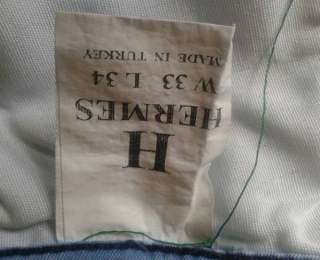 H
HERMES
W 33 L 34
MADE IN TURKEY